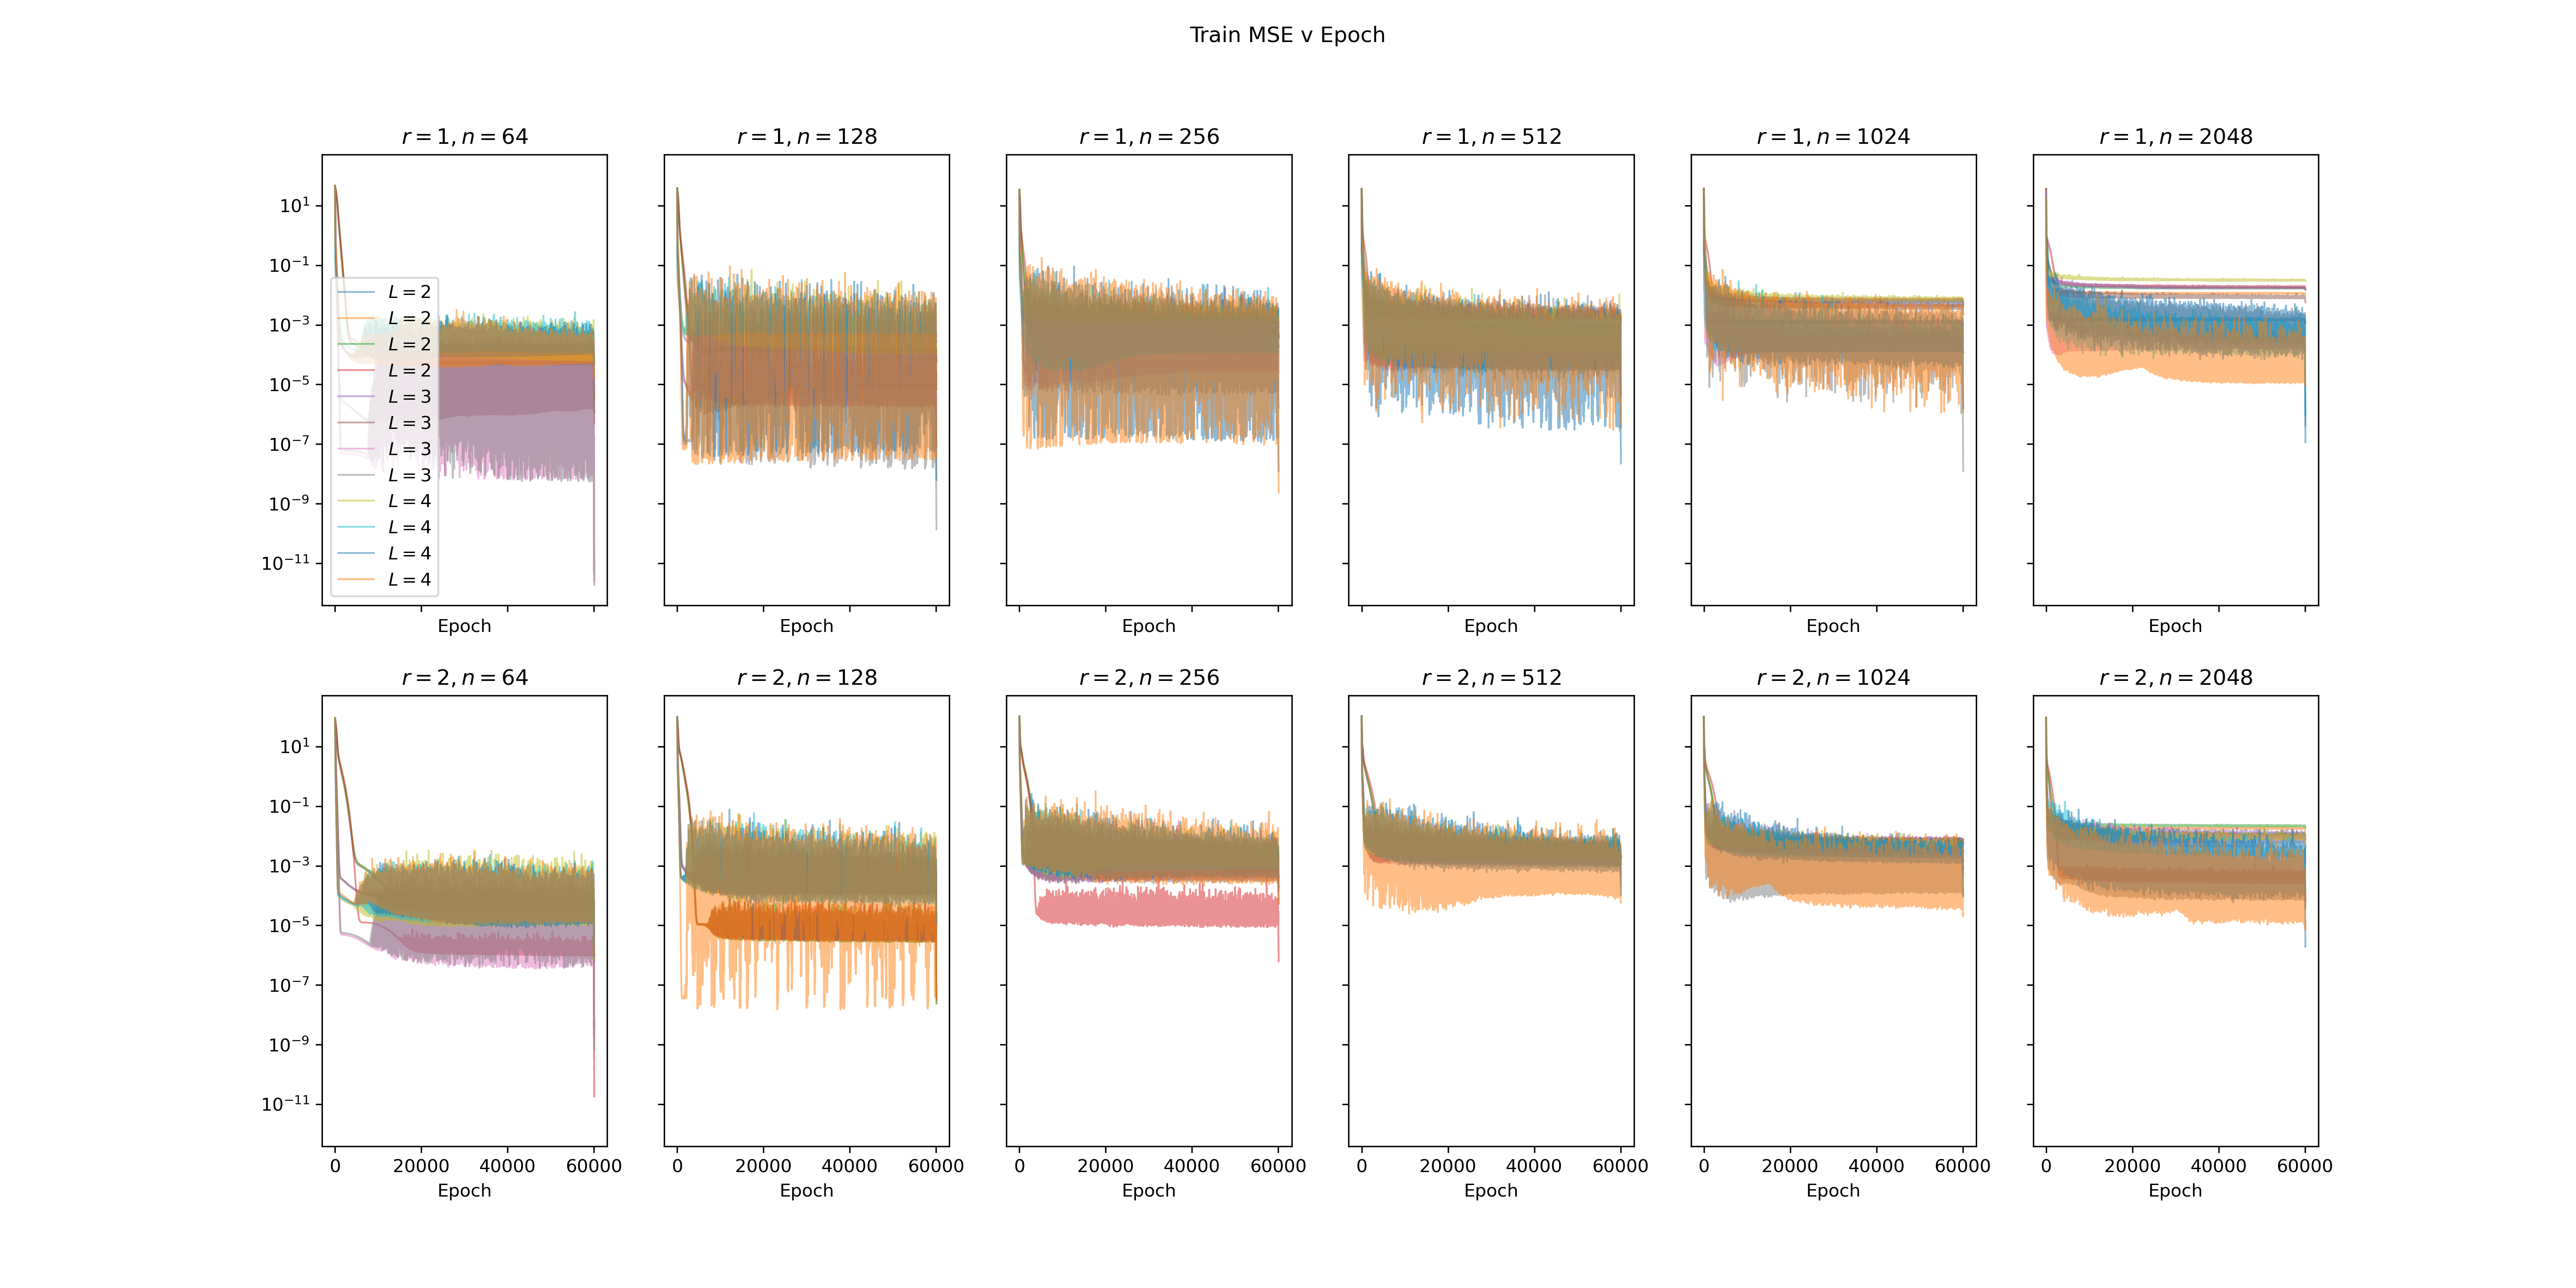 Train MSE v Epoch
r = 1, n = 64
r = 1, n = 128
r = 1, n = 256
r = 1, n = 512
r = 1, n = 1024
r = 1, n = 2048
10^1
10^-1
10^-3
10^-5
10^-7
10^-9
10^-11
L = 2
L = 2
L = 2
L = 2
L = 3
L = 3
L = 3
L = 3
L = 4
L = 4
L = 4
L = 4
Epoch
Epoch
Epoch
Epoch
Epoch
Epoch
r = 2, n = 64
r = 2, n = 128
r = 2, n = 256
r = 2, n = 512
r = 2, n = 1024
r = 2, n = 2048
10^1
10^-1
10^-3
10^-5
10^-7
10^-9
10^-11
0 20000 40000 60000
0 20000 40000 60000
0 20000 40000 60000
0 20000 40000 60000
0 20000 40000 60000
0 20000 40000 60000
Epoch
Epoch
Epoch
Epoch
Epoch
Epoch